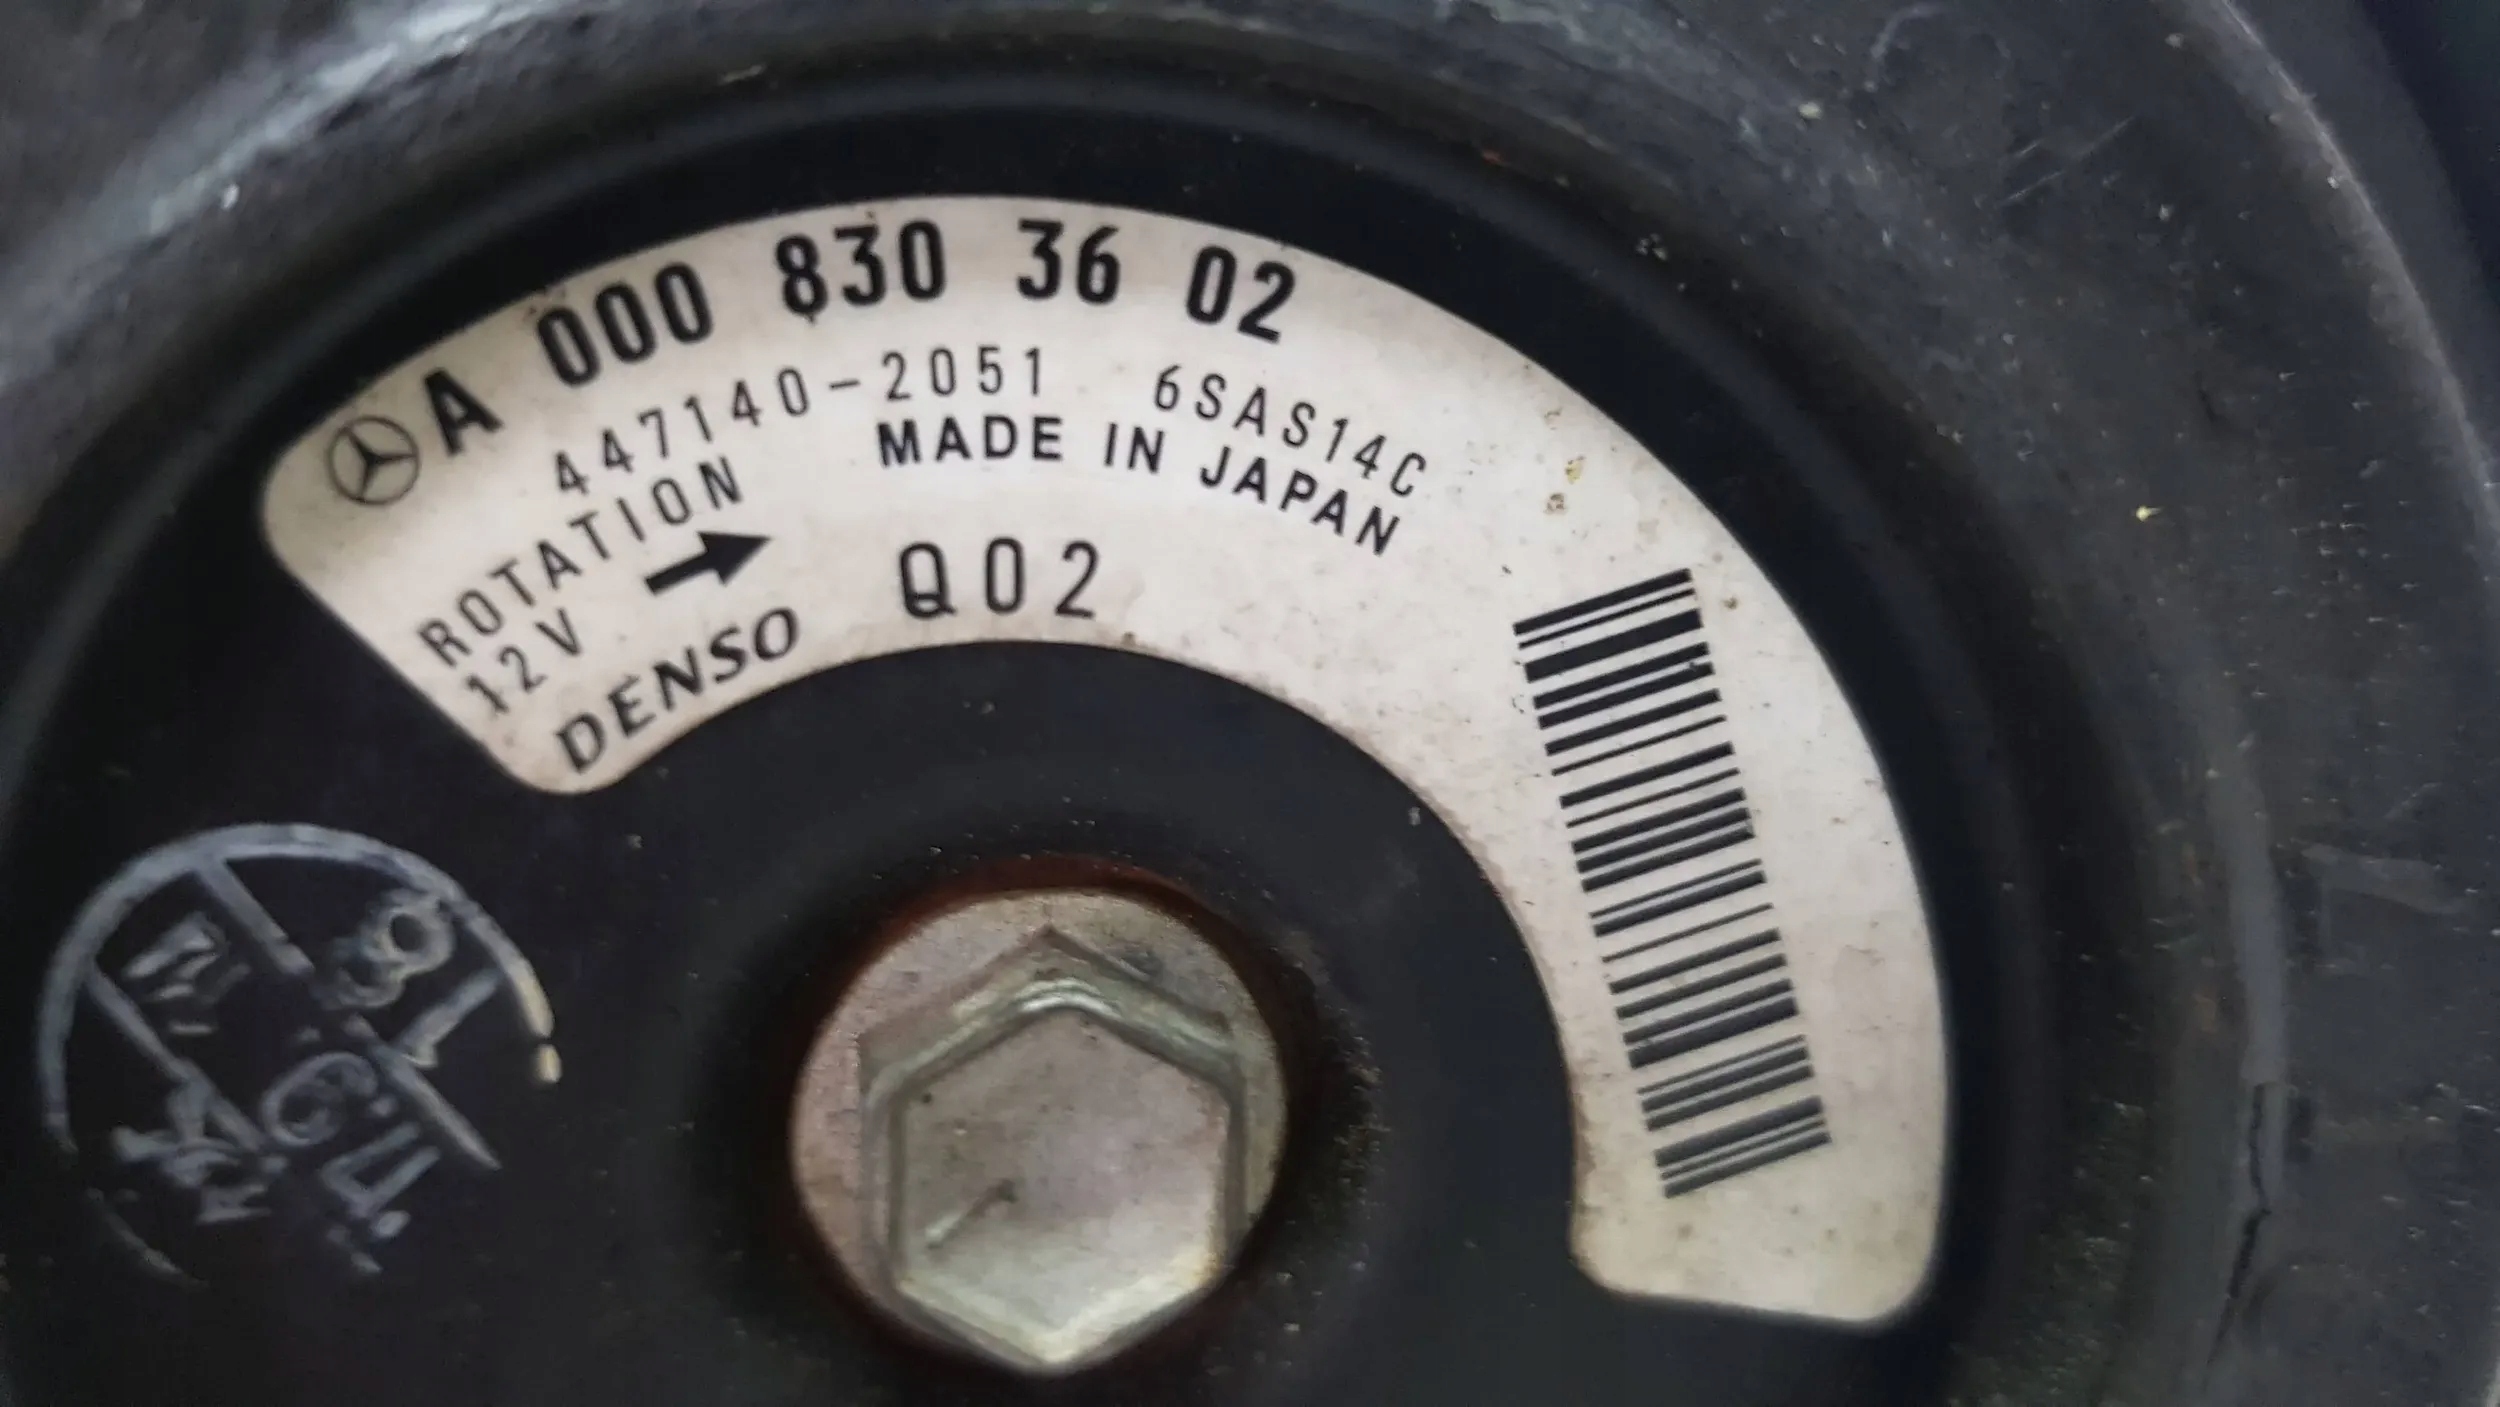 A 000 830 36 02
447140-2051 6SAS14C
ROTATION
MADE IN JAPAN
12V
DENSO
Q02